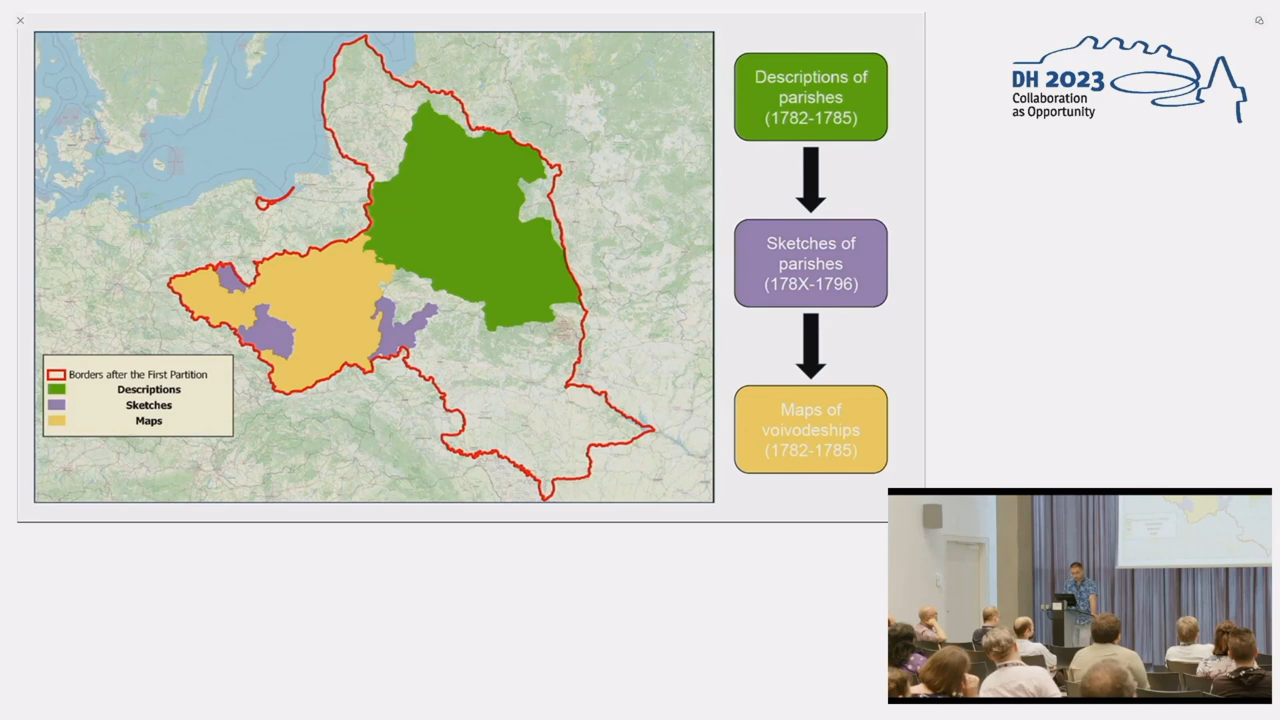 Descriptions of
parishes
(1782-1785)
Sketches of
parishes
(178X-1796)
Maps of
voivodeships
(1782-1785)
Borders after the First Partition
Descriptions
Sketches
Maps
DH 2023
Collaboration
as Opportunity